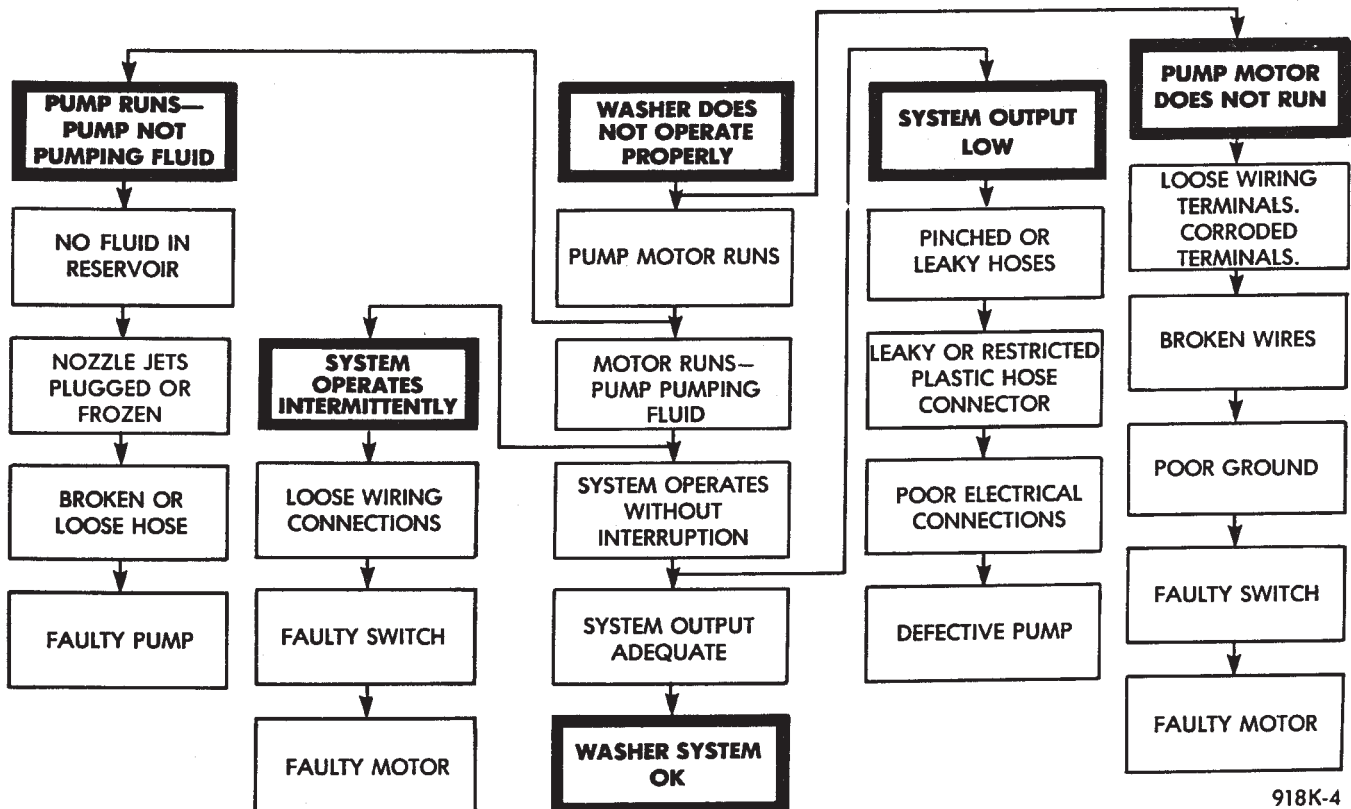 PUMP RUNS—
PUMP NOT
PUMPING FLUID
NO FLUID IN
RESERVOIR
NOZZLE JETS
PLUGGED OR
FROZEN
BROKEN OR
LOOSE HOSE
FAULTY PUMP
SYSTEM
OPERATES
INTERMITTENTLY
LOOSE WIRING
CONNECTIONS
FAULTY SWITCH
FAULTY MOTOR
WASHER DOES
NOT OPERATE
PROPERLY
PUMP MOTOR RUNS
MOTOR RUNS—
PUMP PUMPING
FLUID
SYSTEM OPERATES
WITHOUT
INTERRUPTION
SYSTEM OUTPUT
ADEQUATE
WASHER SYSTEM
OK
SYSTEM OUTPUT
LOW
PINCHED OR
LEAKY HOSES
LEAKY OR RESTRICTED
PLASTIC HOSE
CONNECTOR
POOR ELECTRICAL
CONNECTIONS
DEFECTIVE PUMP
PUMP MOTOR
DOES NOT RUN
LOOSE WIRING
TERMINALS.
CORRODED
TERMINALS.
BROKEN WIRES
POOR GROUND
FAULTY SWITCH
FAULTY MOTOR
918K-4